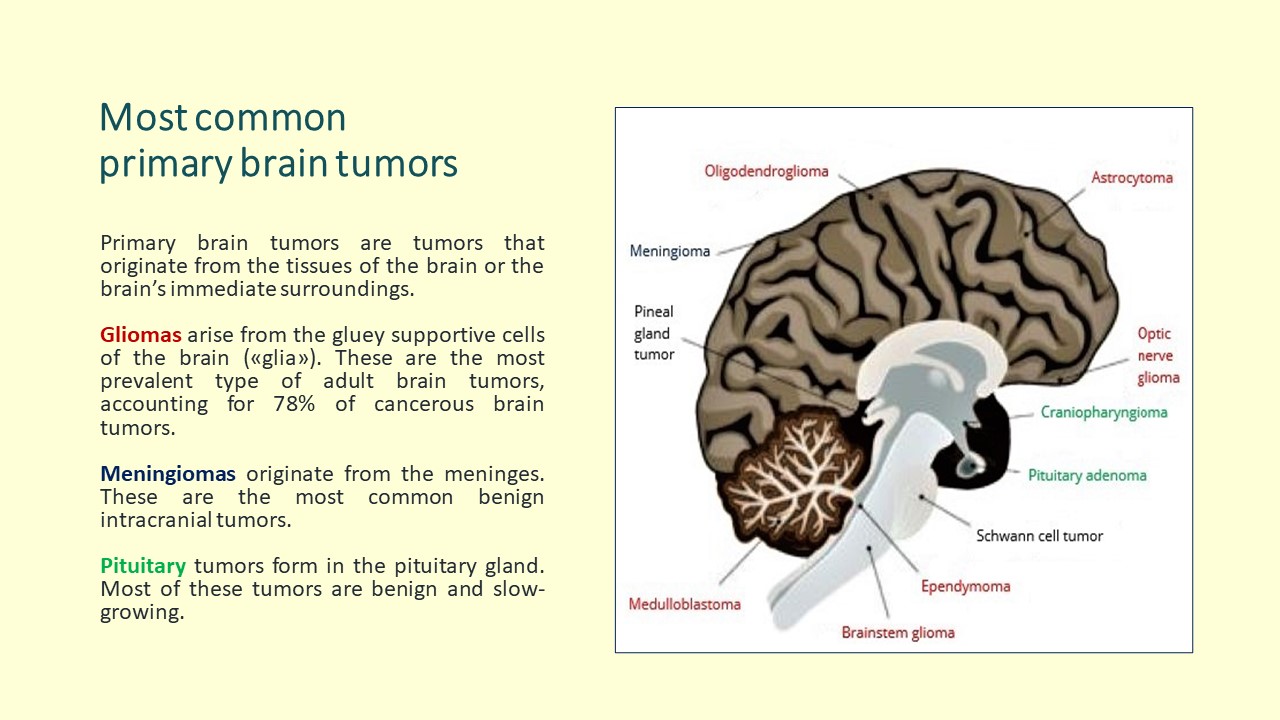 Most common
primary brain tumors
Primary brain tumors are tumors that
originate from the tissues of the brain or the
brain’s immediate surroundings.
Gliomas arise from the gluey supportive cells
of the brain («glia»). These are the most
prevalent type of adult brain tumors,
accounting for 78% of cancerous brain
tumors.
Meningiomas originate from the meninges.
These are the most common benign
intracranial tumors.
Pituitary tumors form in the pituitary gland.
Most of these tumors are benign and slow-
growing.
Oligodendroglioma
Astrocytoma
Meningioma
Pineal
gland
tumor
Optic
nerve
glioma
Craniopharyngioma
Pituitary adenoma
Schwann cell tumor
Ependymoma
Medulloblastoma
Brainstem glioma